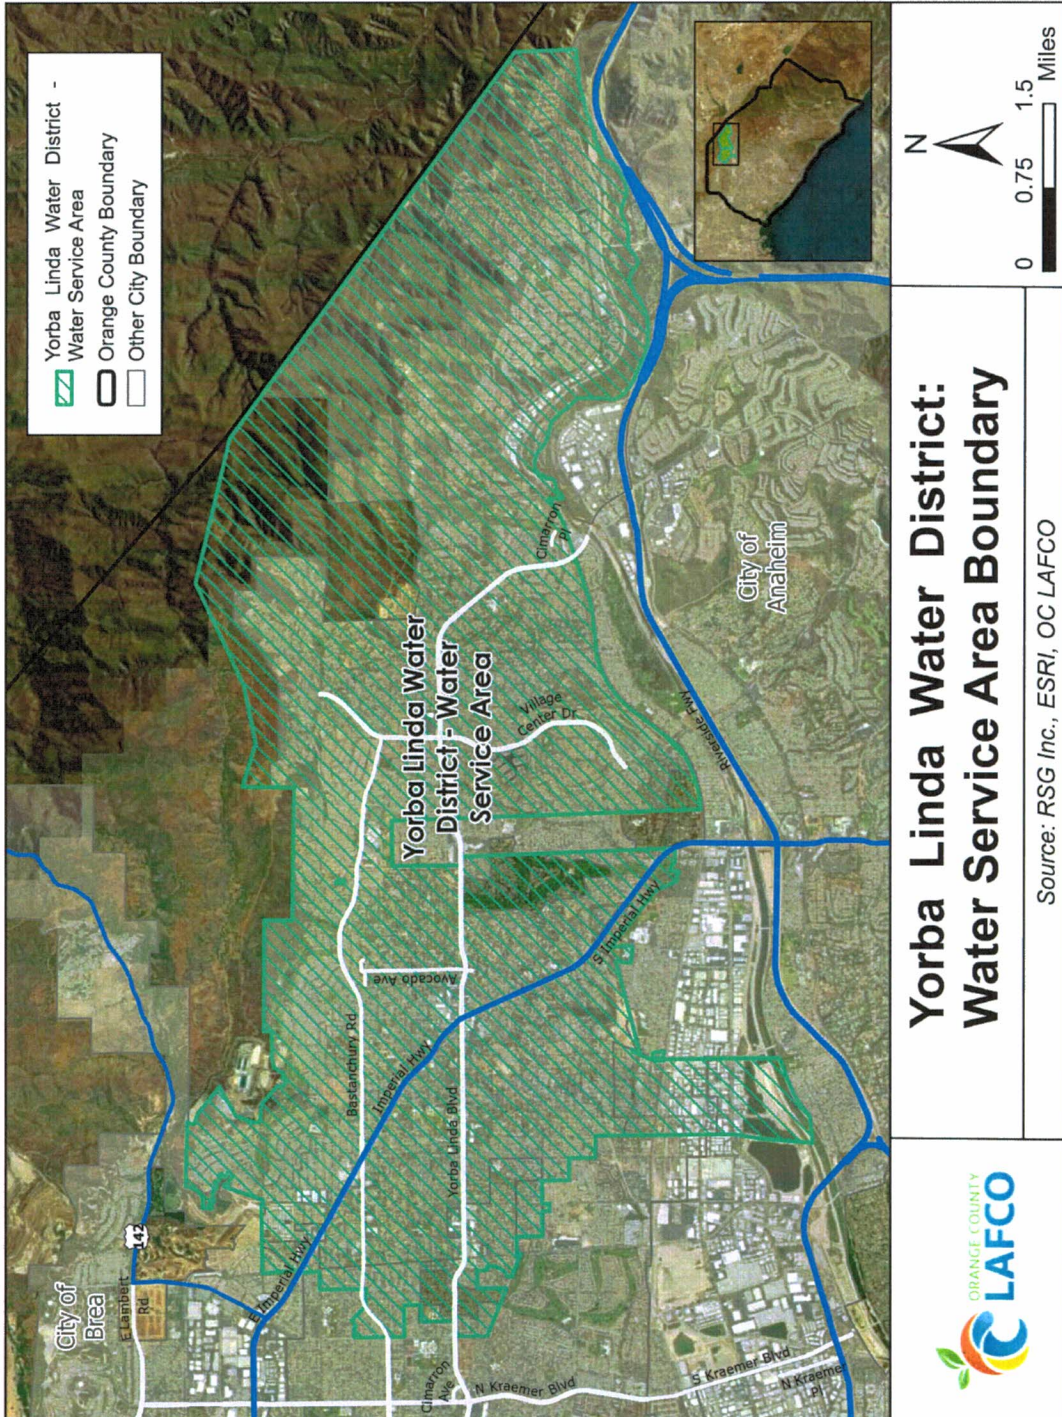 Yorba Linda Water District -
Water Service Area
Orange County Boundary
Other City Boundary
City of
Brea
E Lambert
Rd
142
E Imperial Hwy
Bastanchury Rd
Imperial Hwy
Avocado Ave
Yorba Linda Blvd
S Imperial Hwy
Yorba Linda Water
District - Water
Service Area
Village
Center Dr
Cimarron
Pl
Riverside Fwy
City of
Anaheim
Cimarron
Ave
N Kraemer Blvd
S Kraemer Blvd
N Kraemer
Pl
ORANGE COUNTY
LAFCO
Yorba Linda Water District:
Water Service Area Boundary
Source: RSG Inc., ESRI, OC LAFCO
N
0 0.75 1.5
Miles